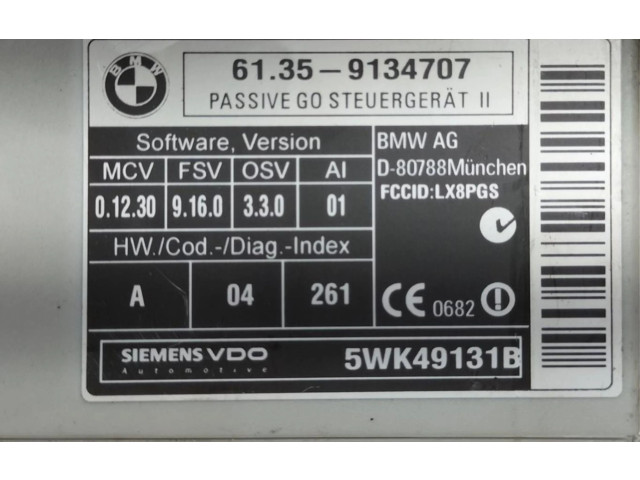 BMW
61.35-9134707
PASSIVE GO STEUERGERÄT II
Software, Version
MCV FSV OSV AI
0.12.30 9.16.0 3.3.0 01
HW./Cod.-/Diag.-Index
A 04 261
BMW AG
D-80788München
FCCID:LX8PGS
CE 0682
SIEMENS VDO
Automotive
5WK49131B